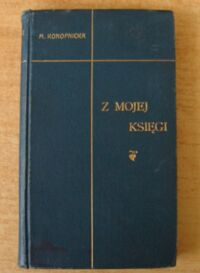 M. KONOPNICKA
Z MOJEJ
KSIĘGI